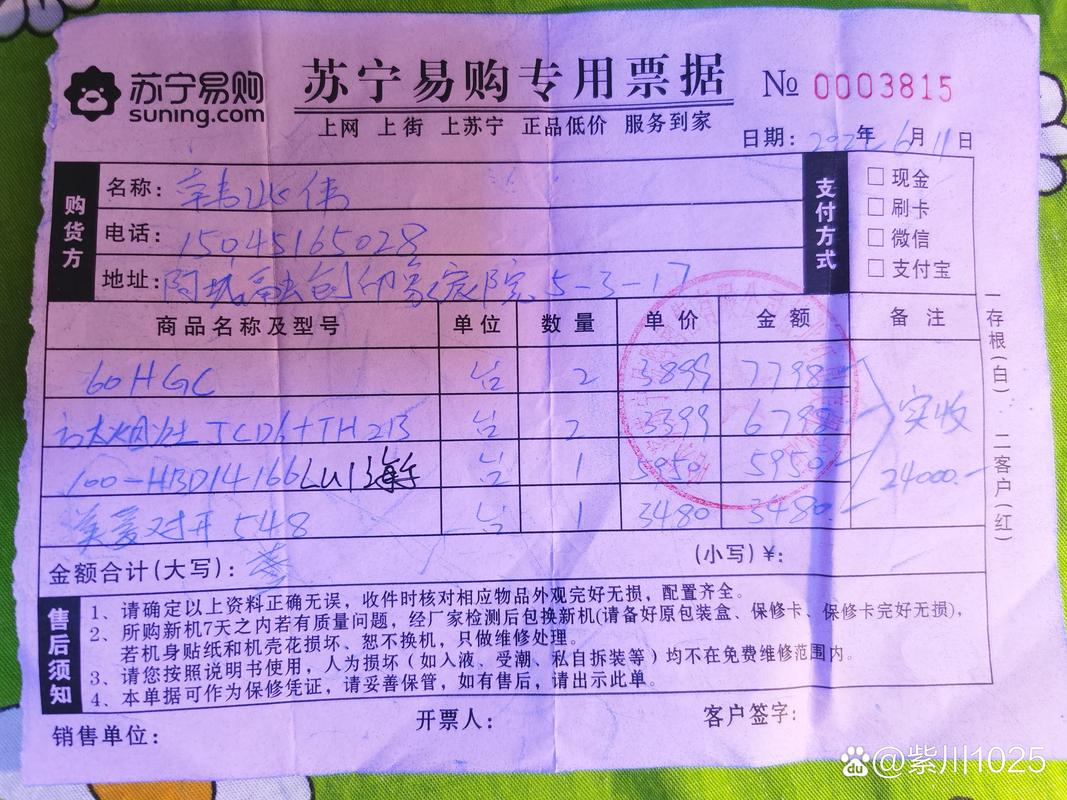 苏宁易购
suning.com
苏宁易购专用票据
№ 0003815
上网 上街 上苏宁 正品低价 服务到家
日期: 年6月11日
购货方
名称:
电话: 15045165028
地址: 5-3-17
支付方式
□ 现金
□ 刷卡
□ 微信
□ 支付宝
商品名称及型号 单位 数量 单价 金额 备注
60HGC 台 2 3899 7798
JCD6+TH21B 台 2 3399 6798
100-HBD14166LU1 台 1 5950 5950
美菱对开 548 台 1 3480 3480
实收
24000.-
金额合计(大写):
(小写)¥:
售后须知
1、请确定以上资料正确无误,收件时核对相应物品外观完好无损,配置齐全。
2、所购新机7天之内若有质量问题,经厂家检测后包换新机(请备好原包装盒、保修卡、保修卡完好无损),
若机身贴纸和机壳花损坏、恕不换机,只做维修处理。
3、请您按照说明书使用,人为损坏(如入液、受潮、私自拆装等)均不在免费维修范围内。
4、本单据可作为保修凭证,请妥善保管,如有售后,请出示此单。
销售单位:
开票人:
客户签字:
一存根(白) 二客户(红)
@紫川1025